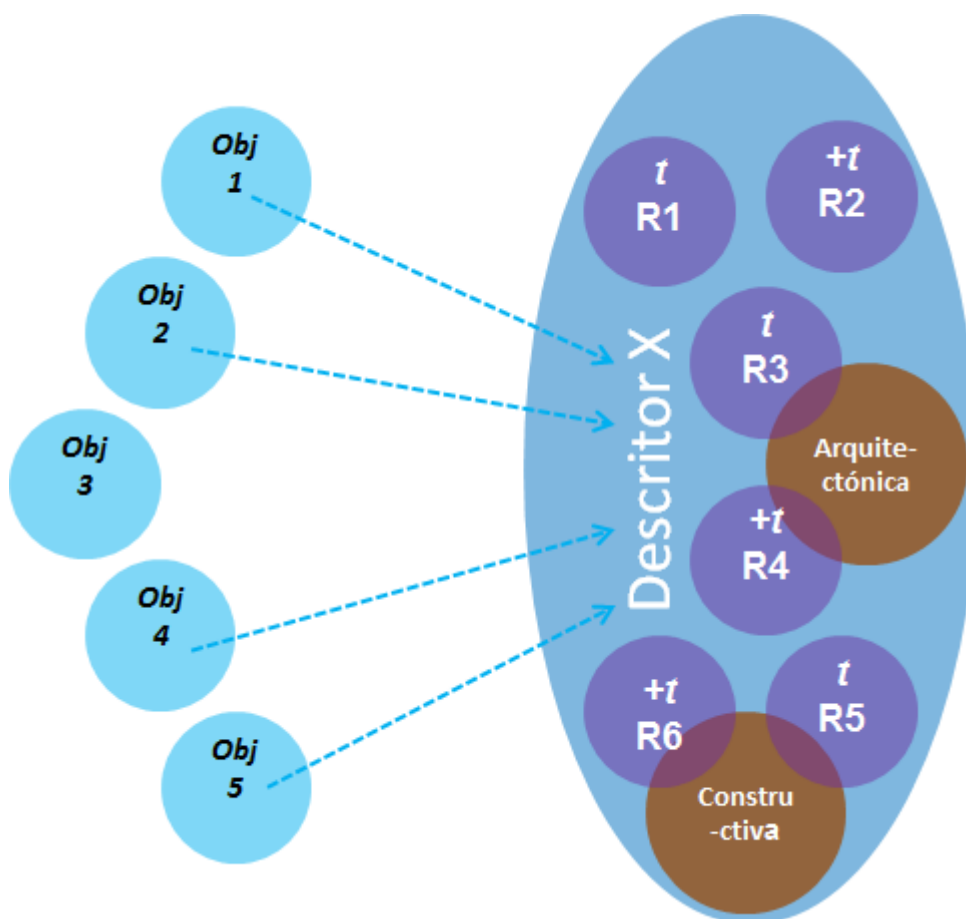 Obj
1
Obj
2
Obj
3
Obj
4
Obj
5
Descritor X
t
R1
+t
R2
t
R3
Arquite-
ctónica
+t
R4
+t
R6
t
R5
Constru
-ctiva